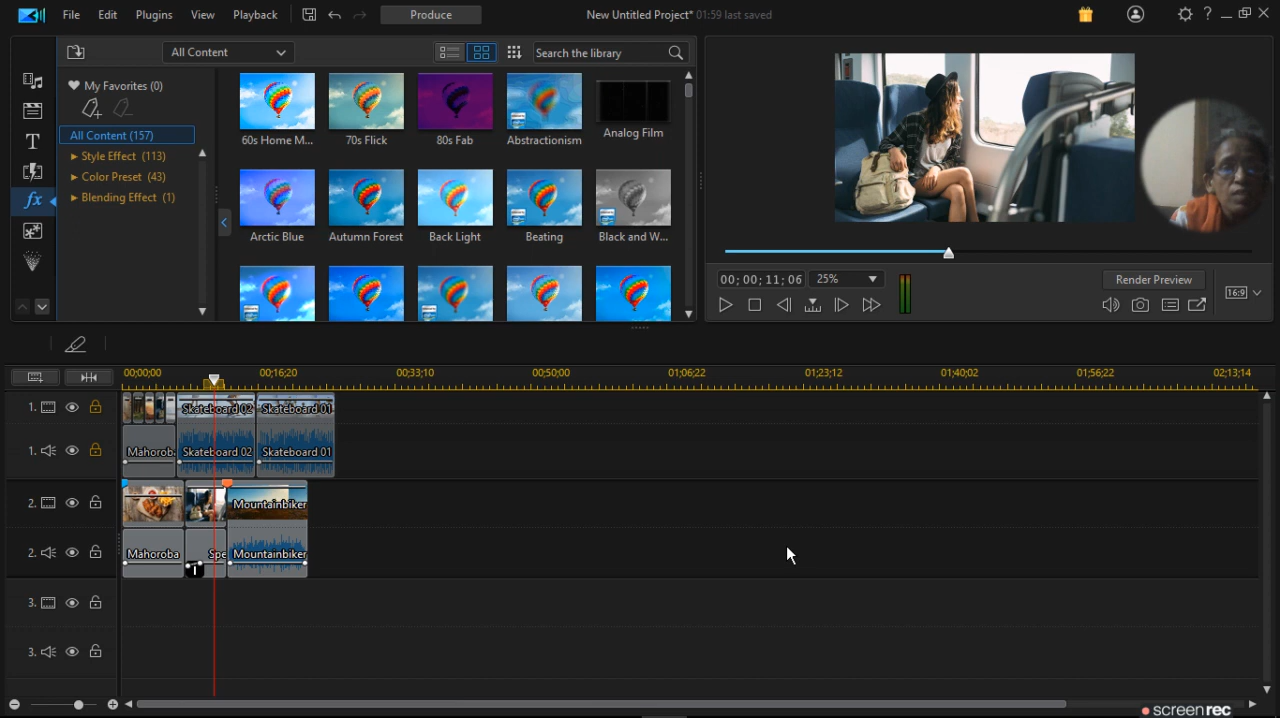 File Edit Plugins View Playback Produce New Untitled Project* 01:59 last saved
All Content Search the library
My Favorites (0)
All Content (157)
Style Effect (113)
Color Preset (43)
Blending Effect (1)
60s Home M... 70s Flick 80s Fab Abstractionism Analog Film
Arctic Blue Autumn Forest Back Light Beating Black and W...
00; 00; 11; 06 25% Render Preview
16:9
00;00;00 00;16;20 00;33;10 00;50;00 01;06;22 01;23;12 01;40;02 01;56;22 02;13;14
1. Skateboard 02 Skateboard 01
1. Mahorob Skateboard 02 Skateboard 01
2. Mountainbiker
2. Mahoroba Spe Mountainbiker
3.
3.
screenrec